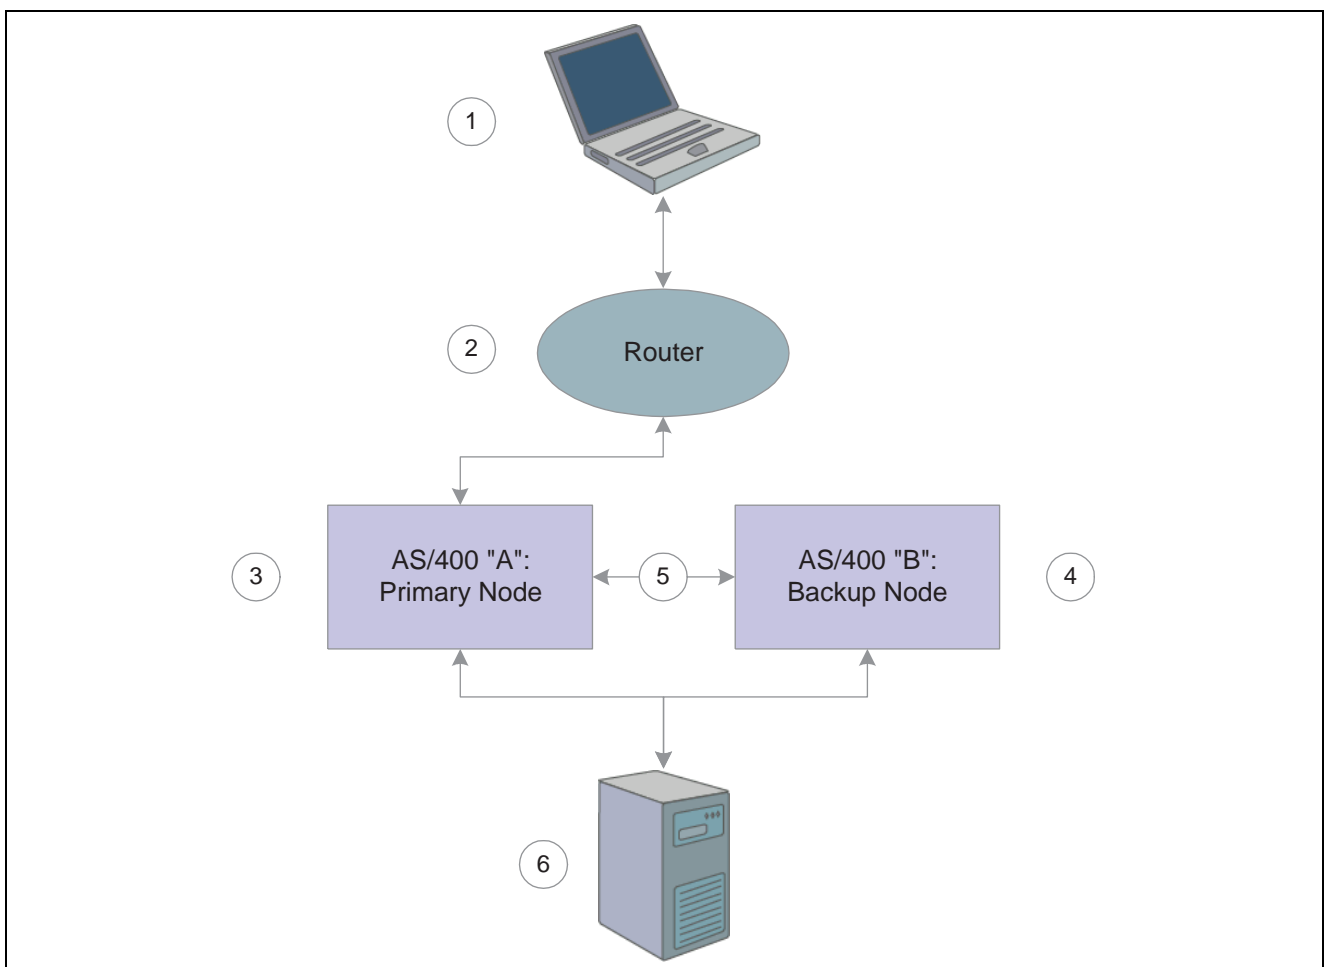 1
2
Router
3
AS/400 "A":
Primary Node
5
AS/400 "B":
Backup Node
4
6